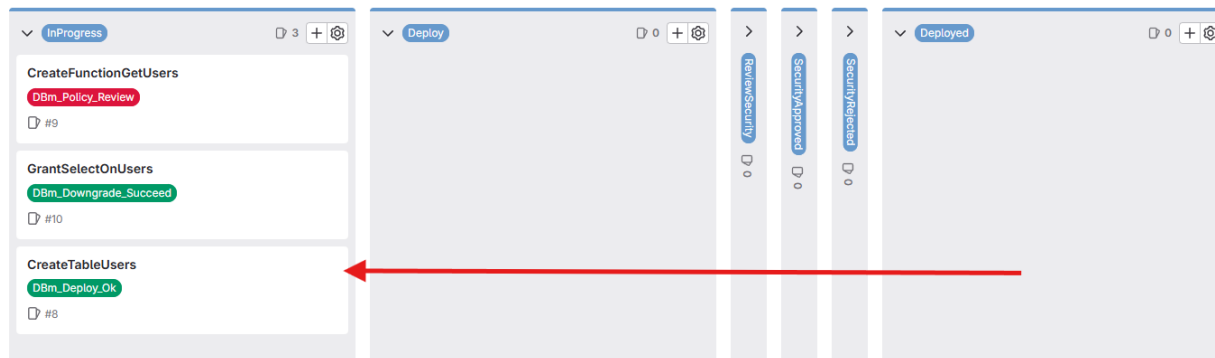 InProgress
3
CreateFunctionGetUsers
DBm_Policy_Review
#9
GrantSelectOnUsers
DBm_Downgrade_Succeed
#10
CreateTableUsers
DBm_Deploy_Ok
#8
Deploy
0
ReviewSecurity
0
SecurityApproved
0
SecurityRejected
0
Deployed
0